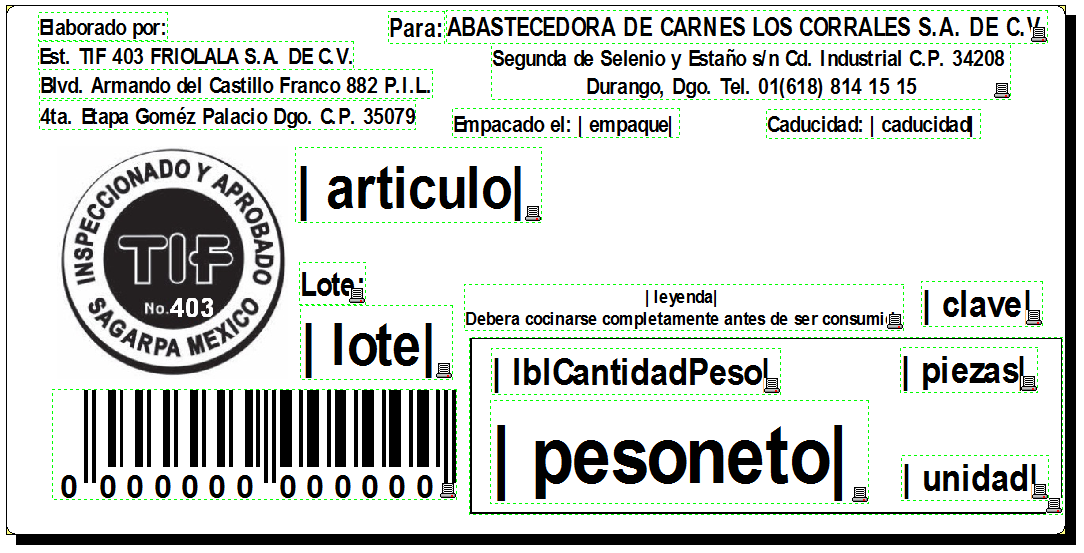 Elaborado por:
Est. TIF 403 FRIOLALA S.A. DE C.V.
Blvd. Armando del Castillo Franco 882 P.I.L.
4ta. Etapa Goméz Palacio Dgo. C.P. 35079
Para: ABASTECEDORA DE CARNES LOS CORRALES S.A. DE C.V.
Segunda de Selenio y Estaño s/n Cd. Industrial C.P. 34208
Durango, Dgo. Tel. 01(618) 814 15 15
Empacado el: | empaque|
Caducidad: | caducidad|
INSPECCIONADO Y APROBADO
TIF
No.403
SAGARPA MEXICO
| articulo|
Lote:
| lote|
| leyenda|
Debera cocinarse completamente antes de ser consumi
| clave|
| lblCantidadPeso|
| piezas|
| pesoneto|
| unidad|
0 000000 000000